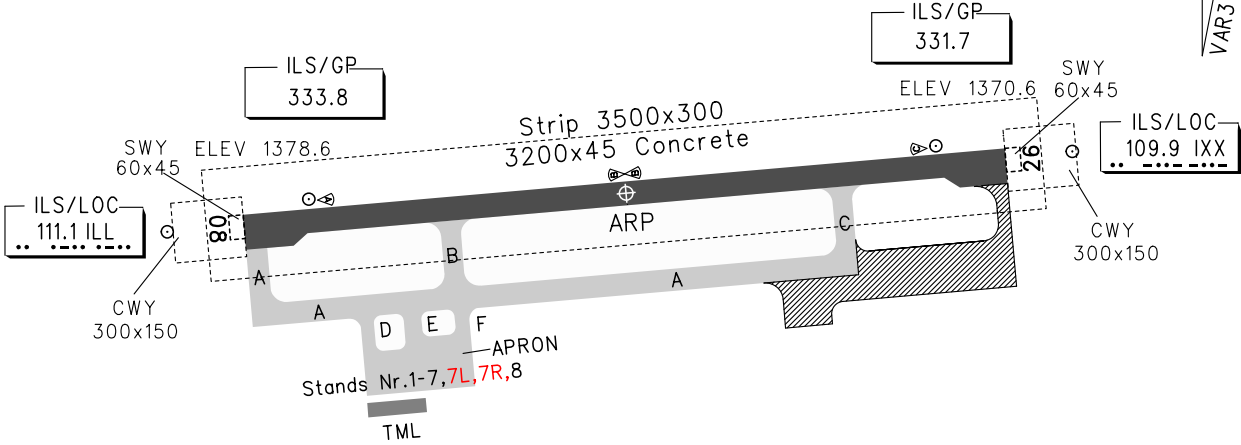 ILS/GP
331.7
VAR3
ILS/GP
333.8
SWY
60x45
ELEV 1370.6
Strip 3500x300
3200x45 Concrete
ILS/LOC
109.9 IXX
SWY
60x45
ELEV 1378.6
26
ILS/LOC
111.1 ILL
08
ARP
C
CWY
300x150
A
B
A
A
CWY
300x150
D
E
F
APRON
Stands Nr.1-7,7L,7R,8
TML